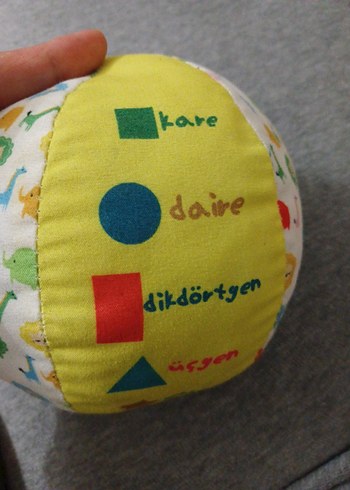 kare
daire
dikdörtgen
üçgen